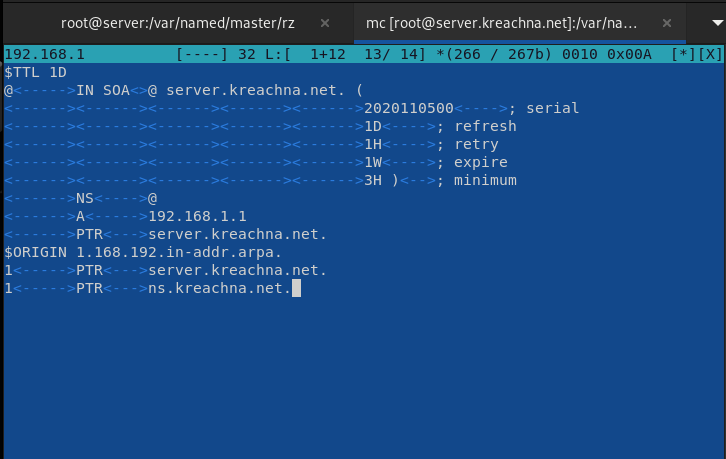 root@server:/var/named/master/rz × mc [root@server.kreachna.net]:/var/na... ×
192.168.1 [----] 32 L:[ 1+12 13/ 14] *(266 / 267b) 0010 0x00A [*][X]
$TTL 1D
@<------>IN SOA<>@ server.kreachna.net. (
<------><------><------><------><------>2020110500<---->; serial
<------><------><------><------><------>1D<---->; refresh
<------><------><------><------><------>1H<---->; retry
<------><------><------><------><------>1W<---->; expire
<------><------><------><------><------>3H )<-->; minimum
<------>NS<---->@
<------>A<----->192.168.1.1
<------>PTR<--->server.kreachna.net.
$ORIGIN 1.168.192.in-addr.arpa.
1<----->PTR<--->server.kreachna.net.
1<----->PTR<--->ns.kreachna.net.